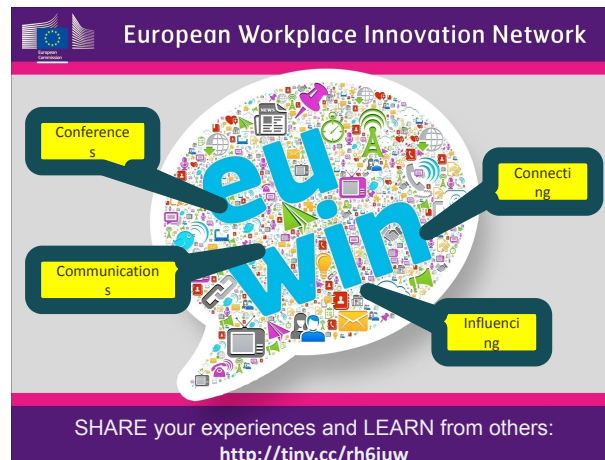 European
Commission
European Workplace Innovation Network
NEWS
Conference
s
eu
win
Connecti
ng
Communication
s
Influenci
ng
SHARE your experiences and LEARN from others:
http://tiny.cc/rh6juw